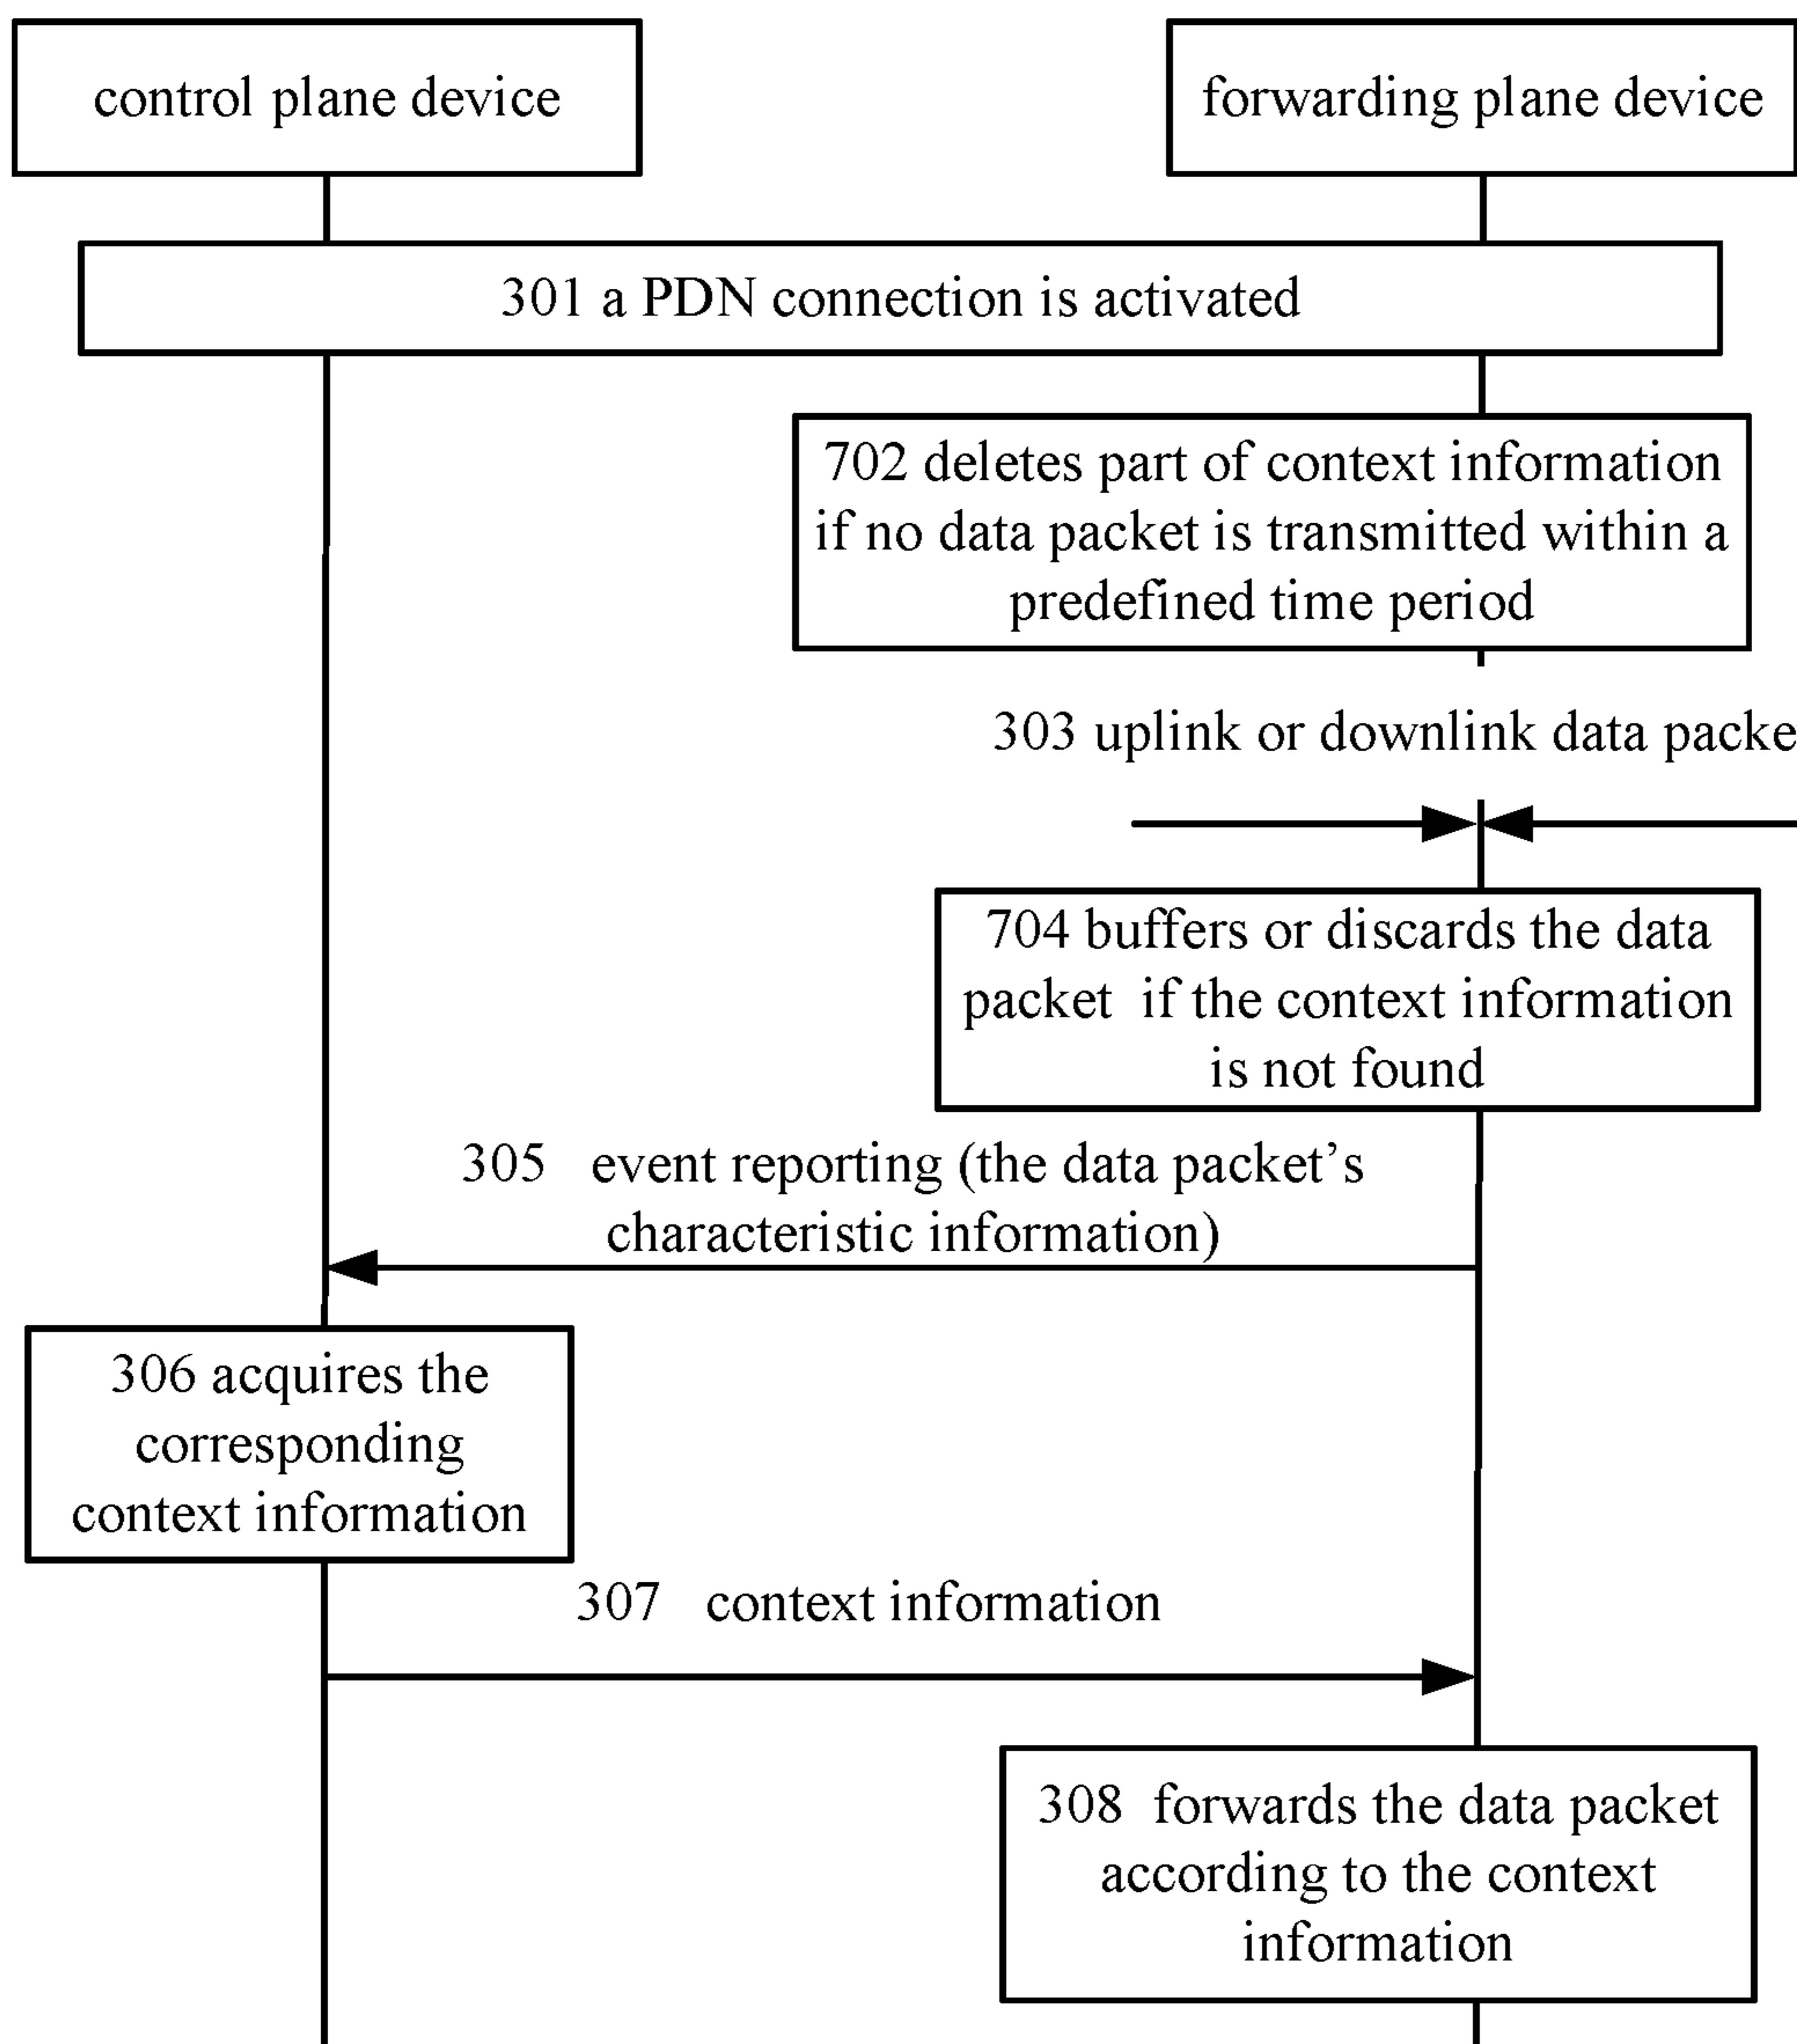 control plane device
forwarding plane device
301 a PDN connection is activated
702 deletes part of context information
if no data packet is transmitted within a
predefined time period
303 uplink or downlink data packe
704 buffers or discards the data
packet if the context information
is not found
305 event reporting (the data packet’s
characteristic information)
306 acquires the
corresponding
context information
307 context information
308 forwards the data packet
according to the context
information